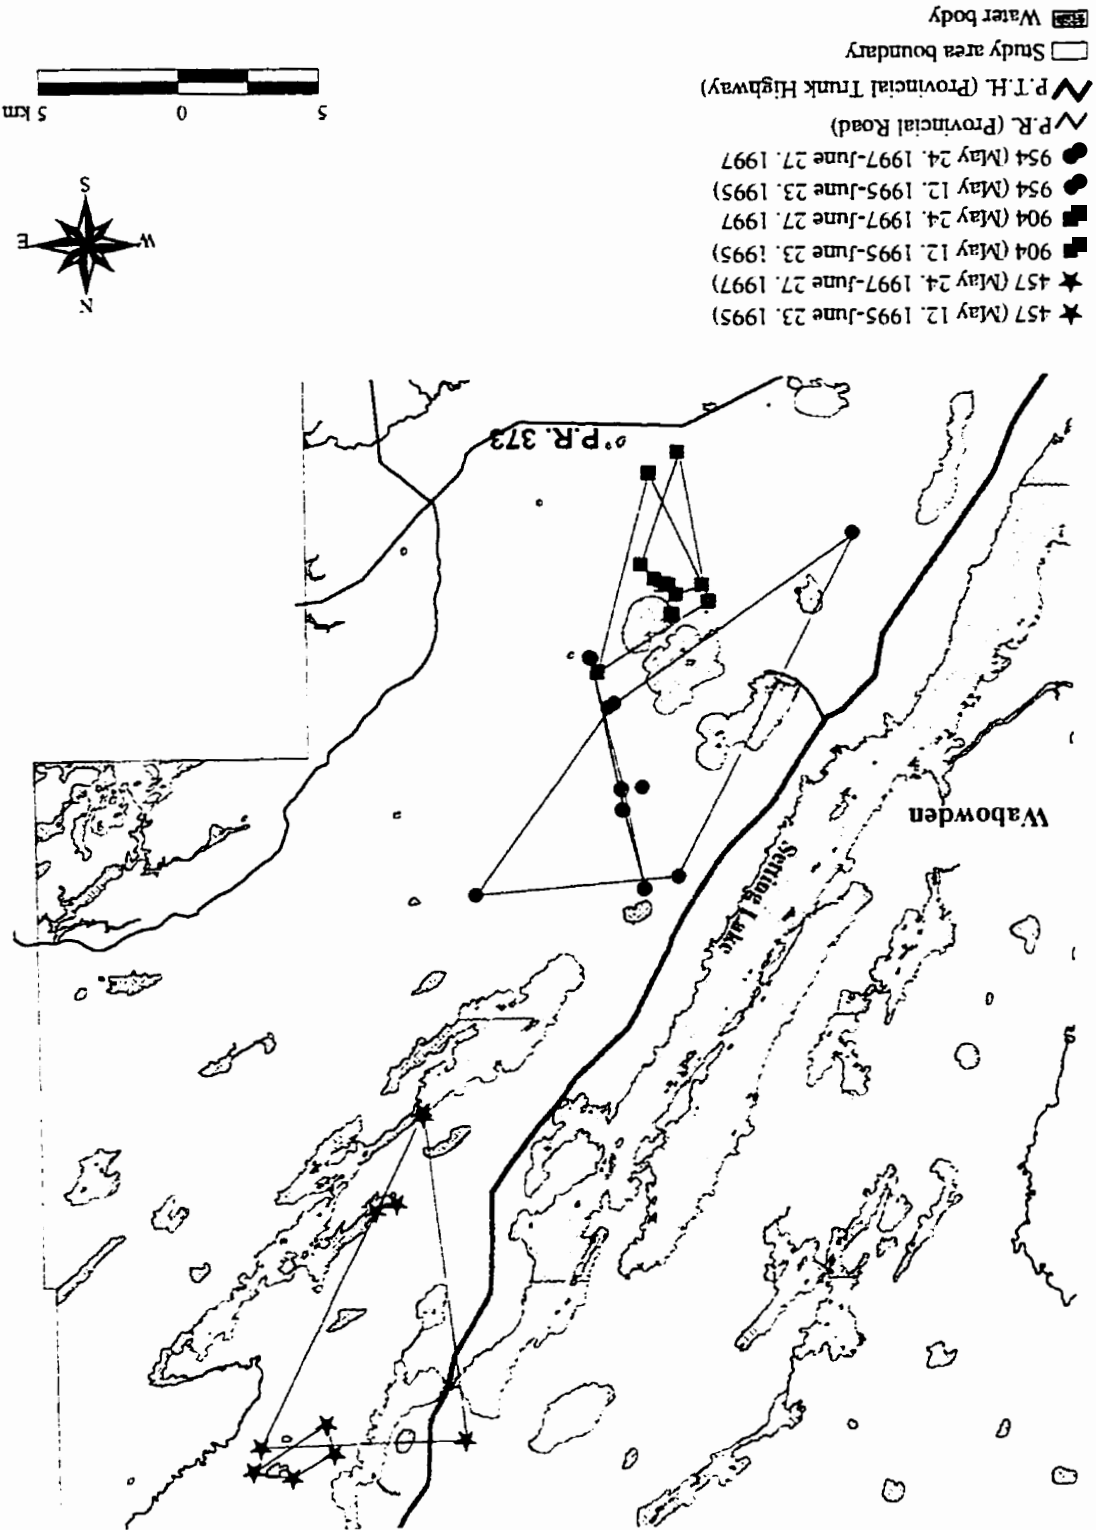 Wabowden
Setting Lake
P.R. 373
457 (May 12. 1995-June 23. 1995)
457 (May 24. 1997-June 27. 1997)
904 (May 12. 1995-June 23. 1995)
904 (May 24. 1997-June 27. 1997
954 (May 12. 1995-June 23. 1995)
954 (May 24. 1997-June 27. 1997
P.R. (Provincial Road)
P.T.H. (Provincial Trunk Highway)
Study area boundary
Water body
N
W
E
S
5 0 5 km